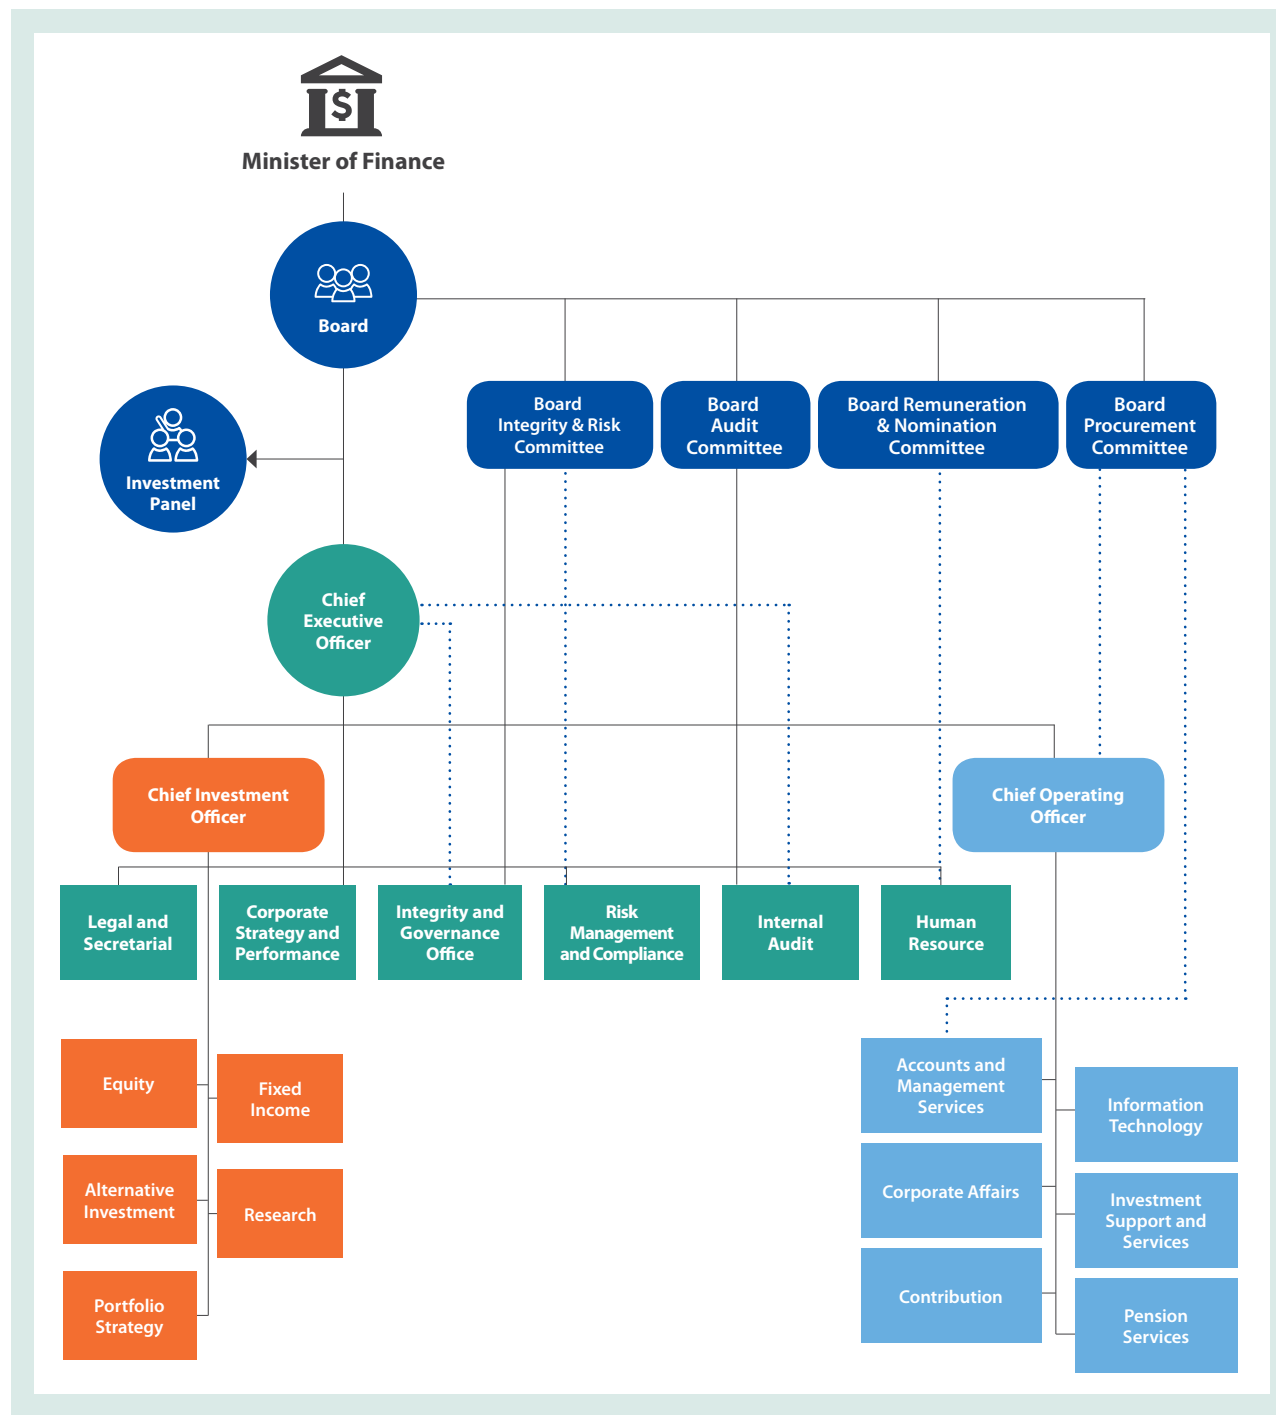 $
Minister of Finance
Board
Investment
Panel
Board
Integrity & Risk
Committee
Board
Audit
Committee
Board Remuneration
& Nomination
Committee
Board
Procurement
Committee
Chief
Executive
Officer
Chief Investment
Officer
Chief Operating
Officer
Legal and
Secretarial
Corporate
Strategy and
Performance
Integrity and
Governance
Office
Risk
Management
and Compliance
Internal
Audit
Human
Resource
Equity
Fixed
Income
Alternative
Investment
Research
Portfolio
Strategy
Accounts and
Management
Services
Information
Technology
Corporate Affairs
Investment
Support and
Services
Contribution
Pension
Services